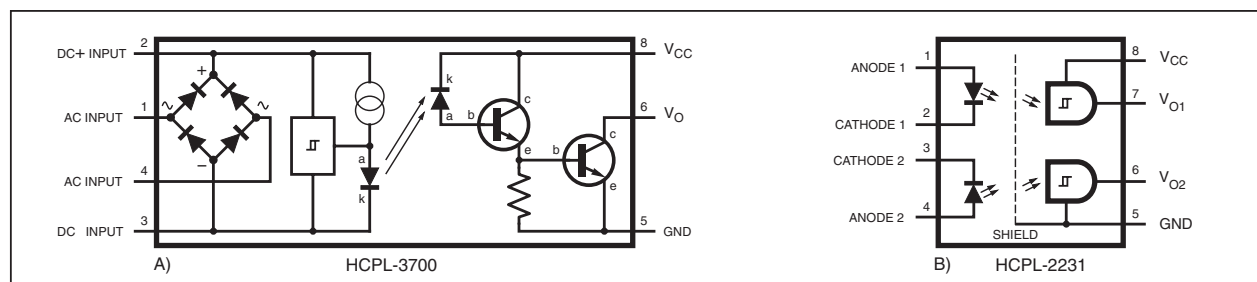 DC+ INPUT 2
AC INPUT 1
AC INPUT 4
DC INPUT 3
+
~ ~
–
a
k
k
a b
c
e
b
c
e
8 VCC
6 VO
5 GND
A) HCPL-3700
ANODE 1 1
CATHODE 1 2
CATHODE 2 3
ANODE 2 4
8 VCC
7 VO1
6 VO2
5 GND
SHIELD
B) HCPL-2231